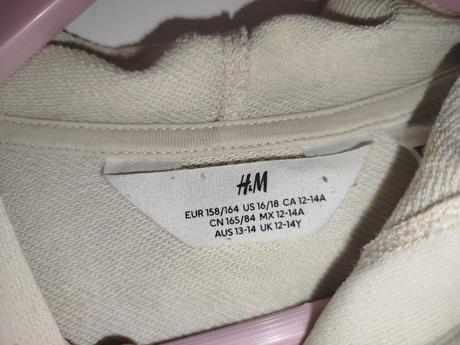 H&M
EUR 158/164 US 16/18 CA 12-14A
CN 165/84 MX 12-14A
AUS 13-14 UK 12-14Y